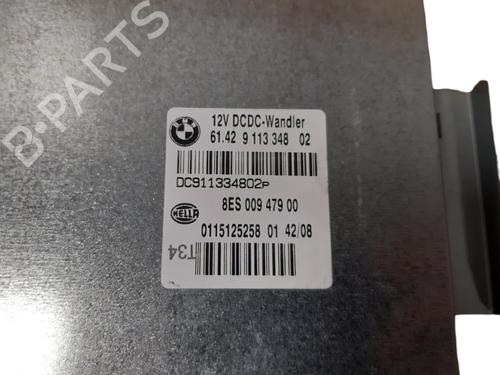 B-PARTS
BMW
12V DCDC-Wandler
61.42 9 113 348 02
DC911334802P
8ES 009 479 00
HELLA
0115125258 01 42/08
T34